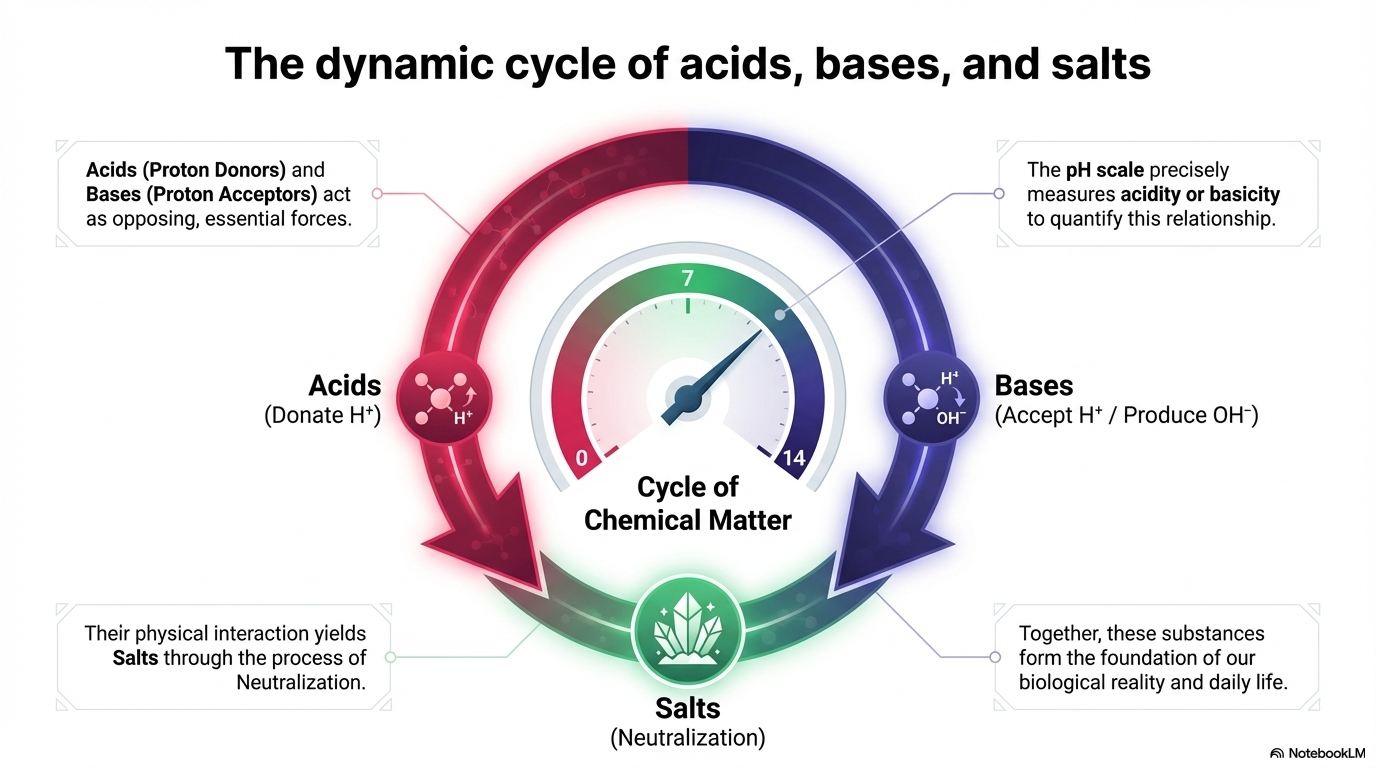 The dynamic cycle of acids, bases, and salts
Acids (Proton Donors) and
Bases (Proton Acceptors) act
as opposing, essential forces.
The pH scale precisely
measures acidity or basicity
to quantify this relationship.
7
0
14
Acids
(Donate H⁺)
H⁺
H⁺
OH⁻
Bases
(Accept H⁺ / Produce OH⁻)
Cycle of
Chemical Matter
Their physical interaction yields
Salts through the process of
Neutralization.
Together, these substances
form the foundation of our
biological reality and daily life.
Salts
(Neutralization)
NotebookLM